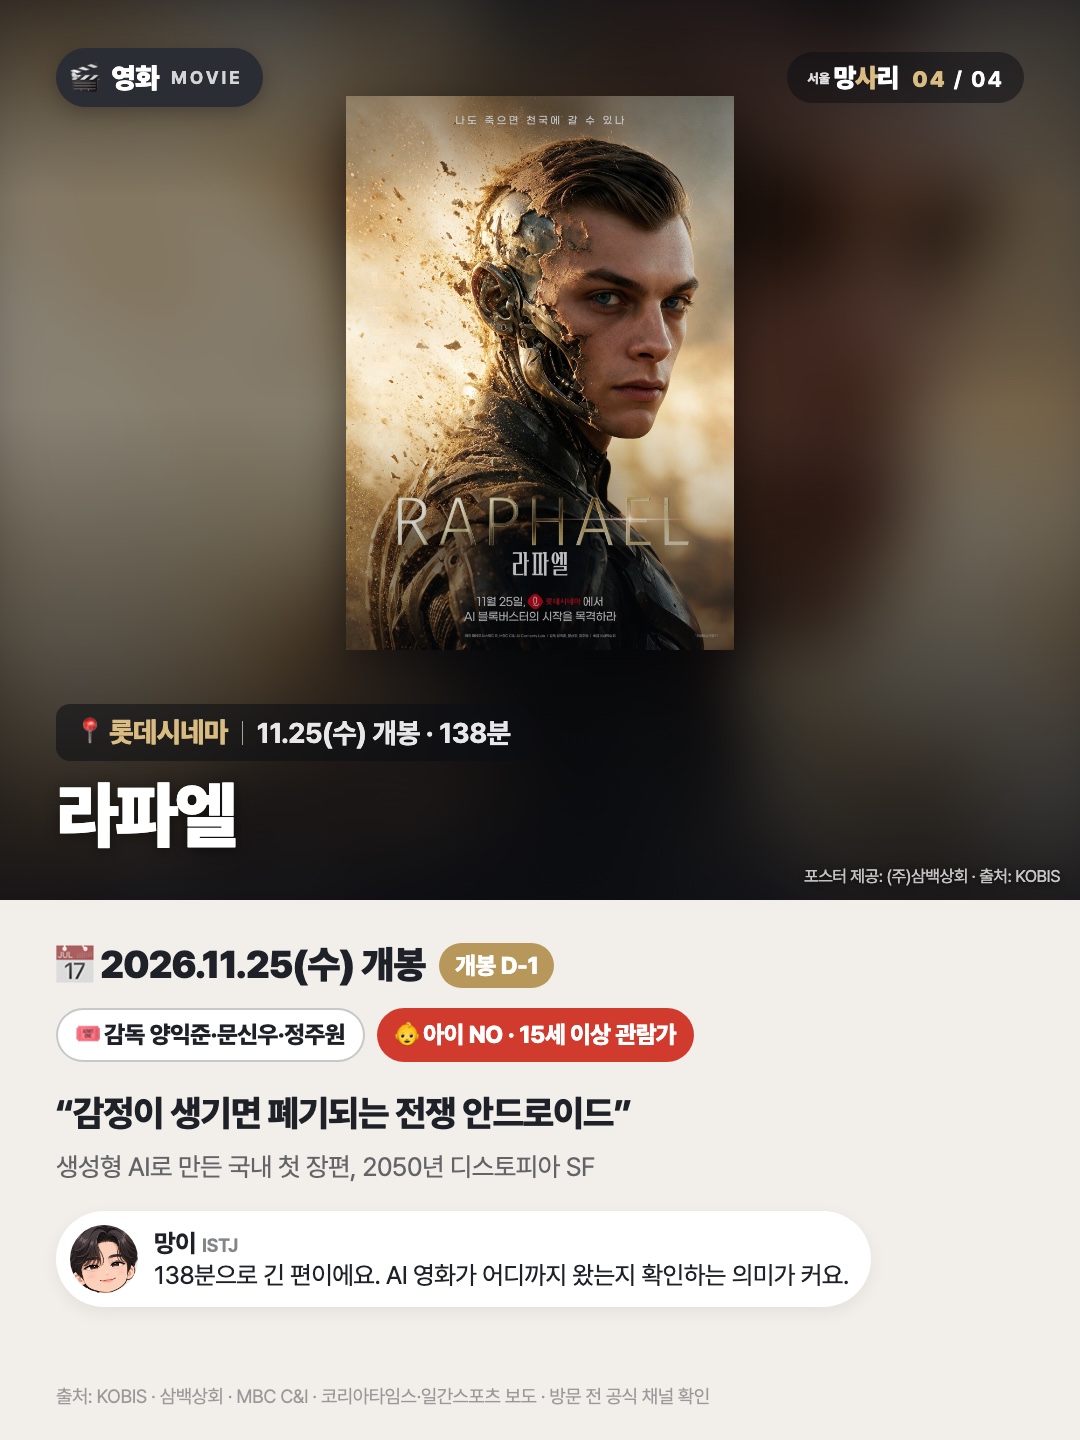 영화 MOVIE
서울 망사리 04 / 04
나도 죽으면 천국에 갈 수 있나
RAPHAEL
라파엘
11월 25일, 롯데시네마 에서
AI 블록버스터의 시작을 목격하라
롯데시네마 | 11.25(수) 개봉 · 138분
라파엘
포스터 제공: (주)삼백상회 · 출처: KOBIS
JUL 17 2026.11.25(수) 개봉 개봉 D-1
감독 양익준·문신우·정주원 아이 NO · 15세 이상 관람가
“감정이 생기면 폐기되는 전쟁 안드로이드”
생성형 AI로 만든 국내 첫 장편, 2050년 디스토피아 SF
망이 ISTJ
138분으로 긴 편이에요. AI 영화가 어디까지 왔는지 확인하는 의미가 커요.
출처: KOBIS · 삼백상회 · MBC C&I · 코리아타임스·일간스포츠 보도 · 방문 전 공식 채널 확인